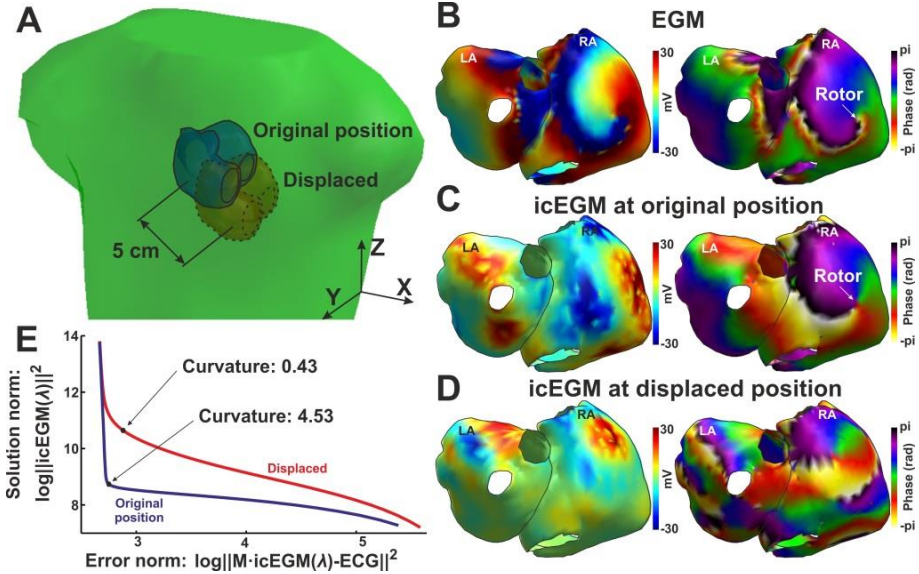 A
Original position
Displaced
5 cm
Z
X
Y
B
EGM
LA
RA
30
mV
-30
RA
LA
Rotor
pi
Phase (rad)
-pi
C
icEGM at original position
LA
RA
30
mV
-30
LA
RA
Rotor
pi
Phase (rad)
-pi
D
icEGM at displaced position
LA
RA
30
mV
-30
LA
RA
pi
Phase (rad)
-pi
E
Solution norm:
log||icEGM(λ)||²
14
12
10
8
Curvature: 0.43
Curvature: 4.53
Displaced
Original
position
3
4
5
Error norm: log||M·icEGM(λ)-ECG||²